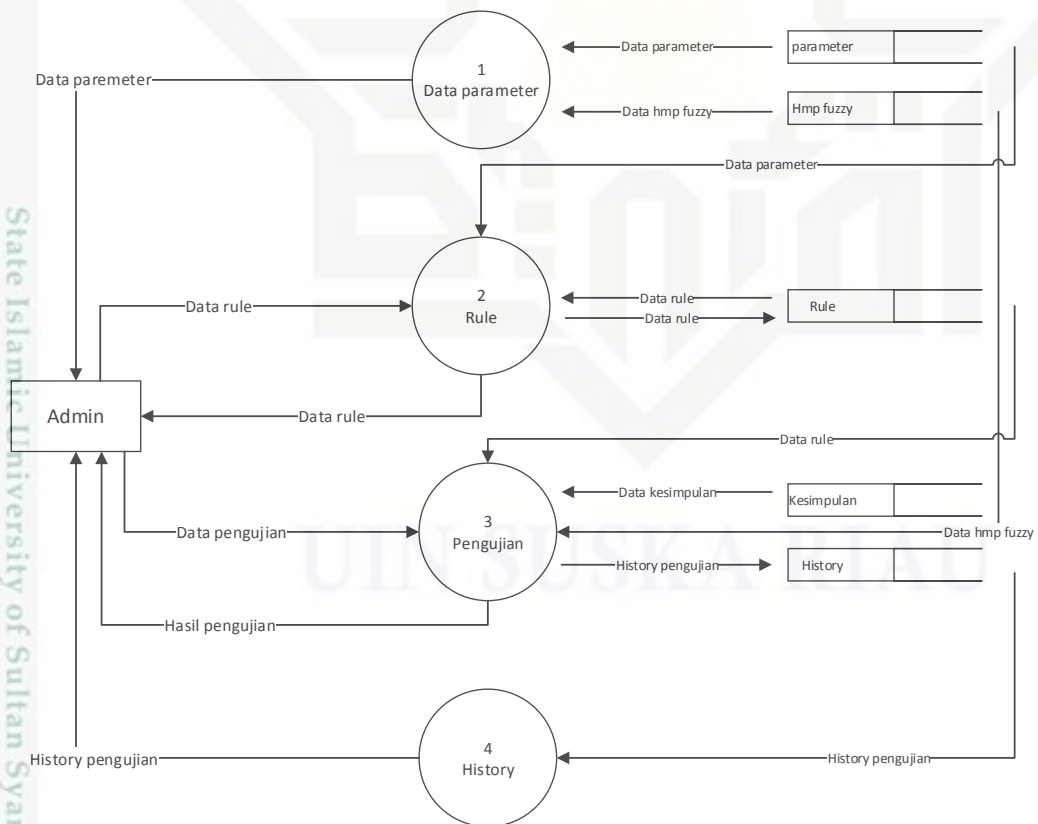 1
Data parameter
Data parameter
parameter
Data paremeter
Data hmp fuzzy
Hmp fuzzy
Data parameter
2
Rule
Data rule
Data rule
Data rule
Rule
Admin
Data rule
Data rule
3
Pengujian
Data kesimpulan
Kesimpulan
Data pengujian
Data hmp fuzzy
History pengujian
History
Hasil pengujian
4
History
History pengujian
History pengujian
UIN SUSKA RIAU
State Islamic University of Sultan Syar